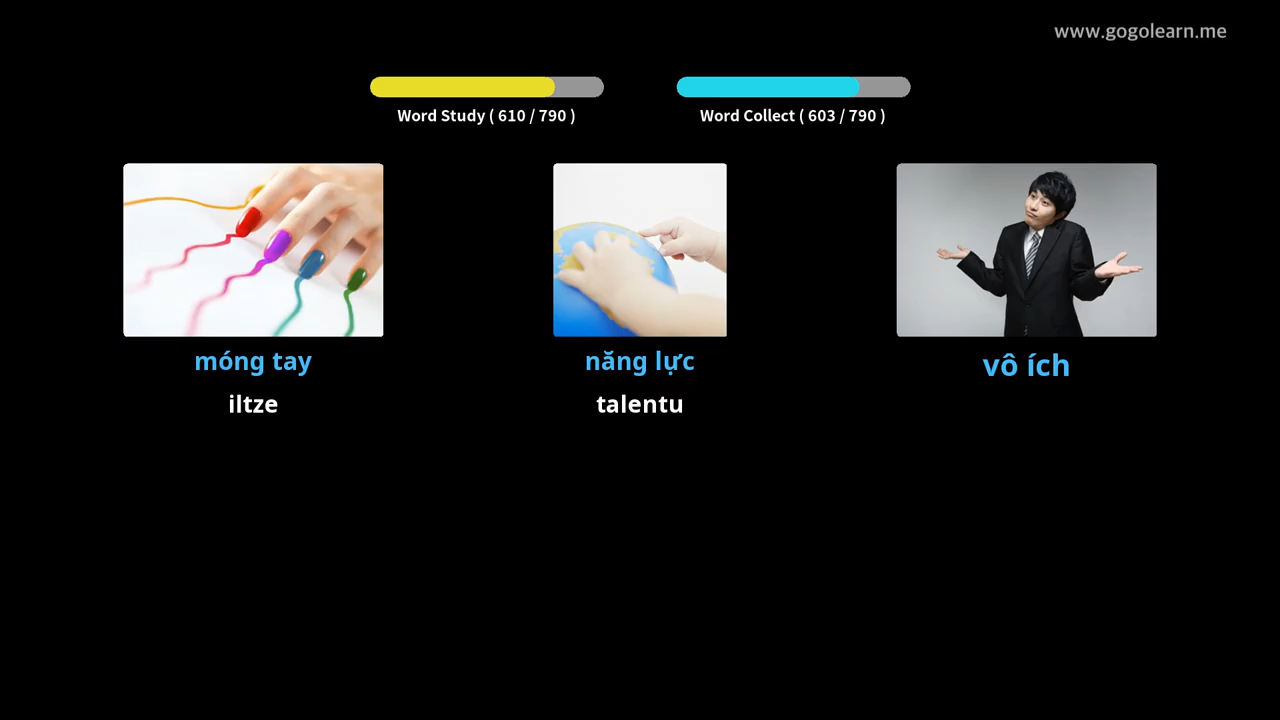 www.gogolearn.me
Word Study ( 610 / 790 )
Word Collect ( 603 / 790 )
móng tay
năng lực
vô ích
iltze
talentu